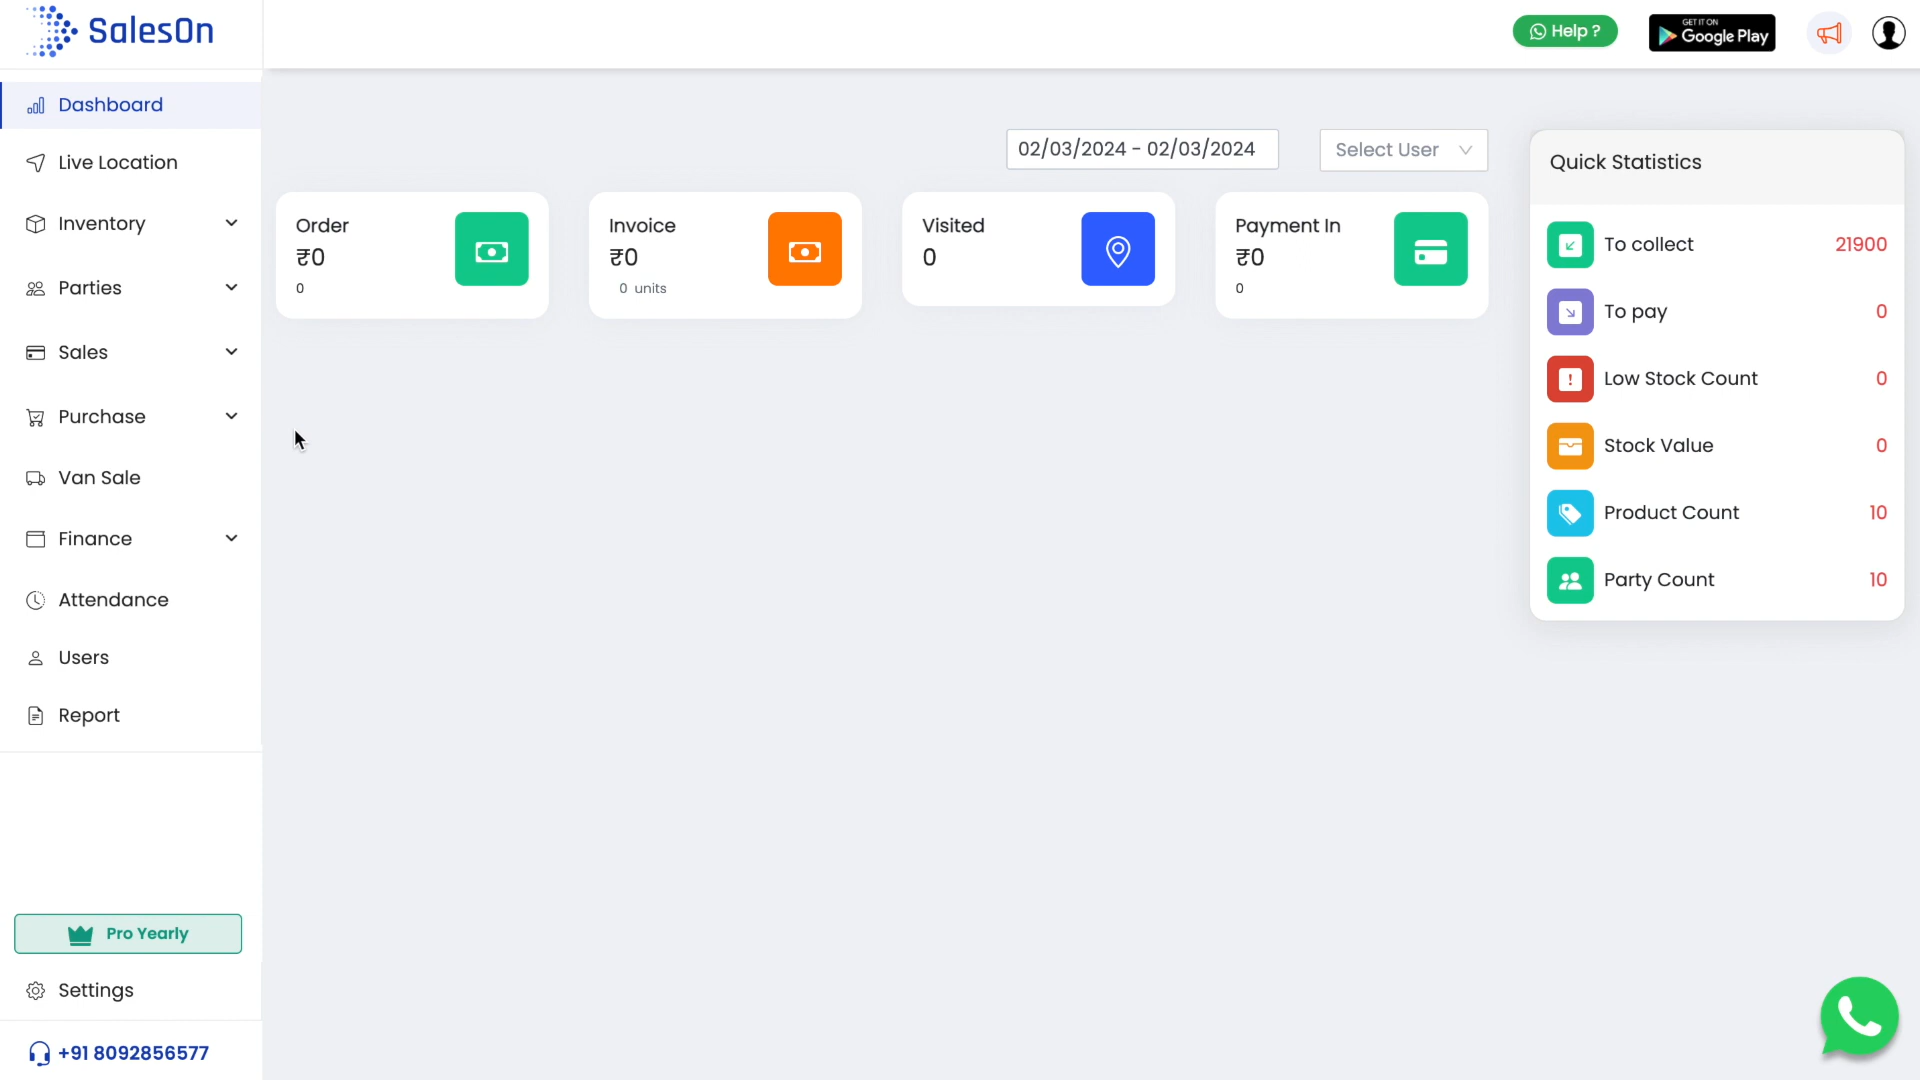 SalesOn
Help ?
GET IT ON
Google Play
Dashboard
Live Location
Inventory
Parties
Sales
Purchase
Van Sale
Finance
Attendance
Users
Report
Pro Yearly
Settings
+91 8092856577
02/03/2024 - 02/03/2024
Select User
Order
₹0
0
Invoice
₹0
0 units
Visited
0
Payment In
₹0
0
Quick Statistics
To collect 21900
To pay 0
Low Stock Count 0
Stock Value 0
Product Count 10
Party Count 10